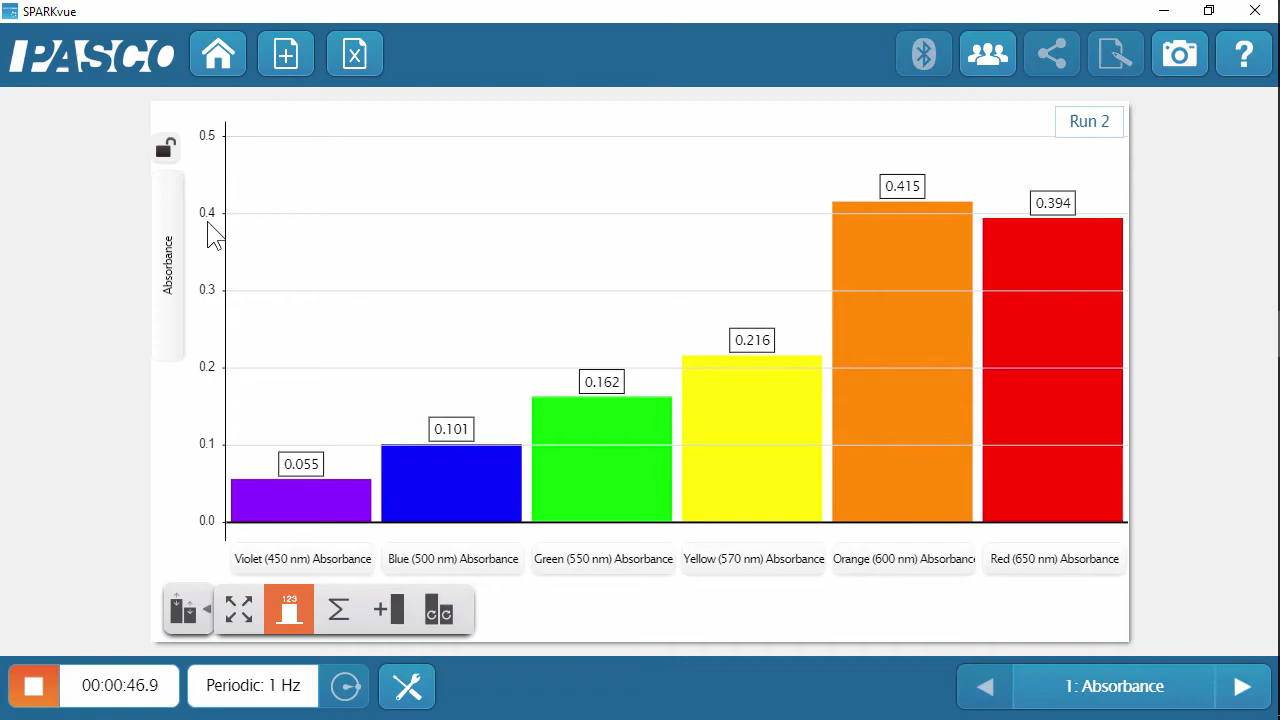 SPARKvue
PASCO
Run 2
0.5
0.4
0.3
0.2
0.1
0.0
Absorbance
0.055
0.101
0.162
0.216
0.415
0.394
Violet (450 nm) Absorbance
Blue (500 nm) Absorbance
Green (550 nm) Absorbance
Yellow (570 nm) Absorbance
Orange (600 nm) Absorbanc
Red (650 nm) Absorbance
123
00:00:46.9
Periodic: 1 Hz
1: Absorbance